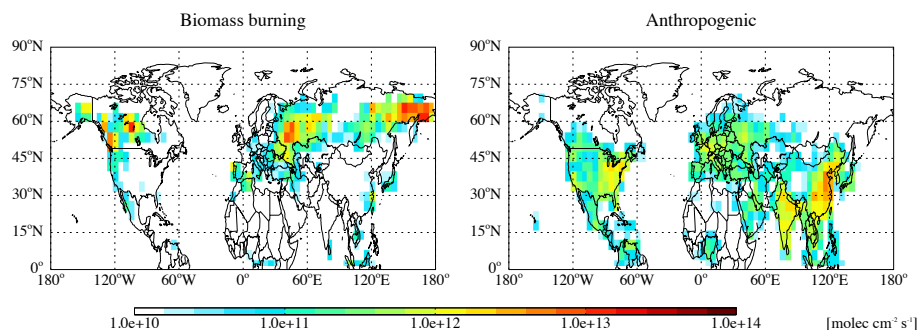 Biomass burning
Anthropogenic
90°N
75°N
60°N
45°N
30°N
15°N
0°
180° 120°W 60°W 0° 60°E 120°E 180°
90°N
75°N
60°N
45°N
30°N
15°N
0°
180° 120°W 60°W 0° 60°E 120°E 180°
1.0e+10 1.0e+11 1.0e+12 1.0e+13 1.0e+14 [molec cm⁻² s⁻¹]